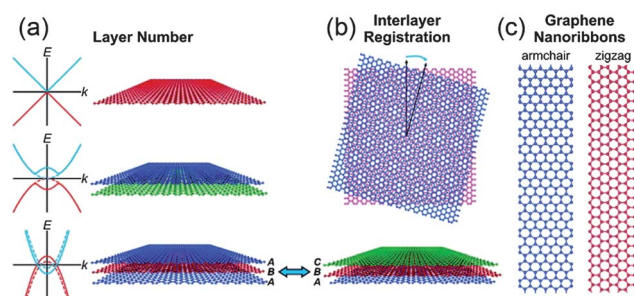 (a)
Layer Number
E
k
E
k
E
k
A
B
A
(b)
Interlayer
Registration
C
B
A
(c)
Graphene
Nanoribbons
armchair
zigzag